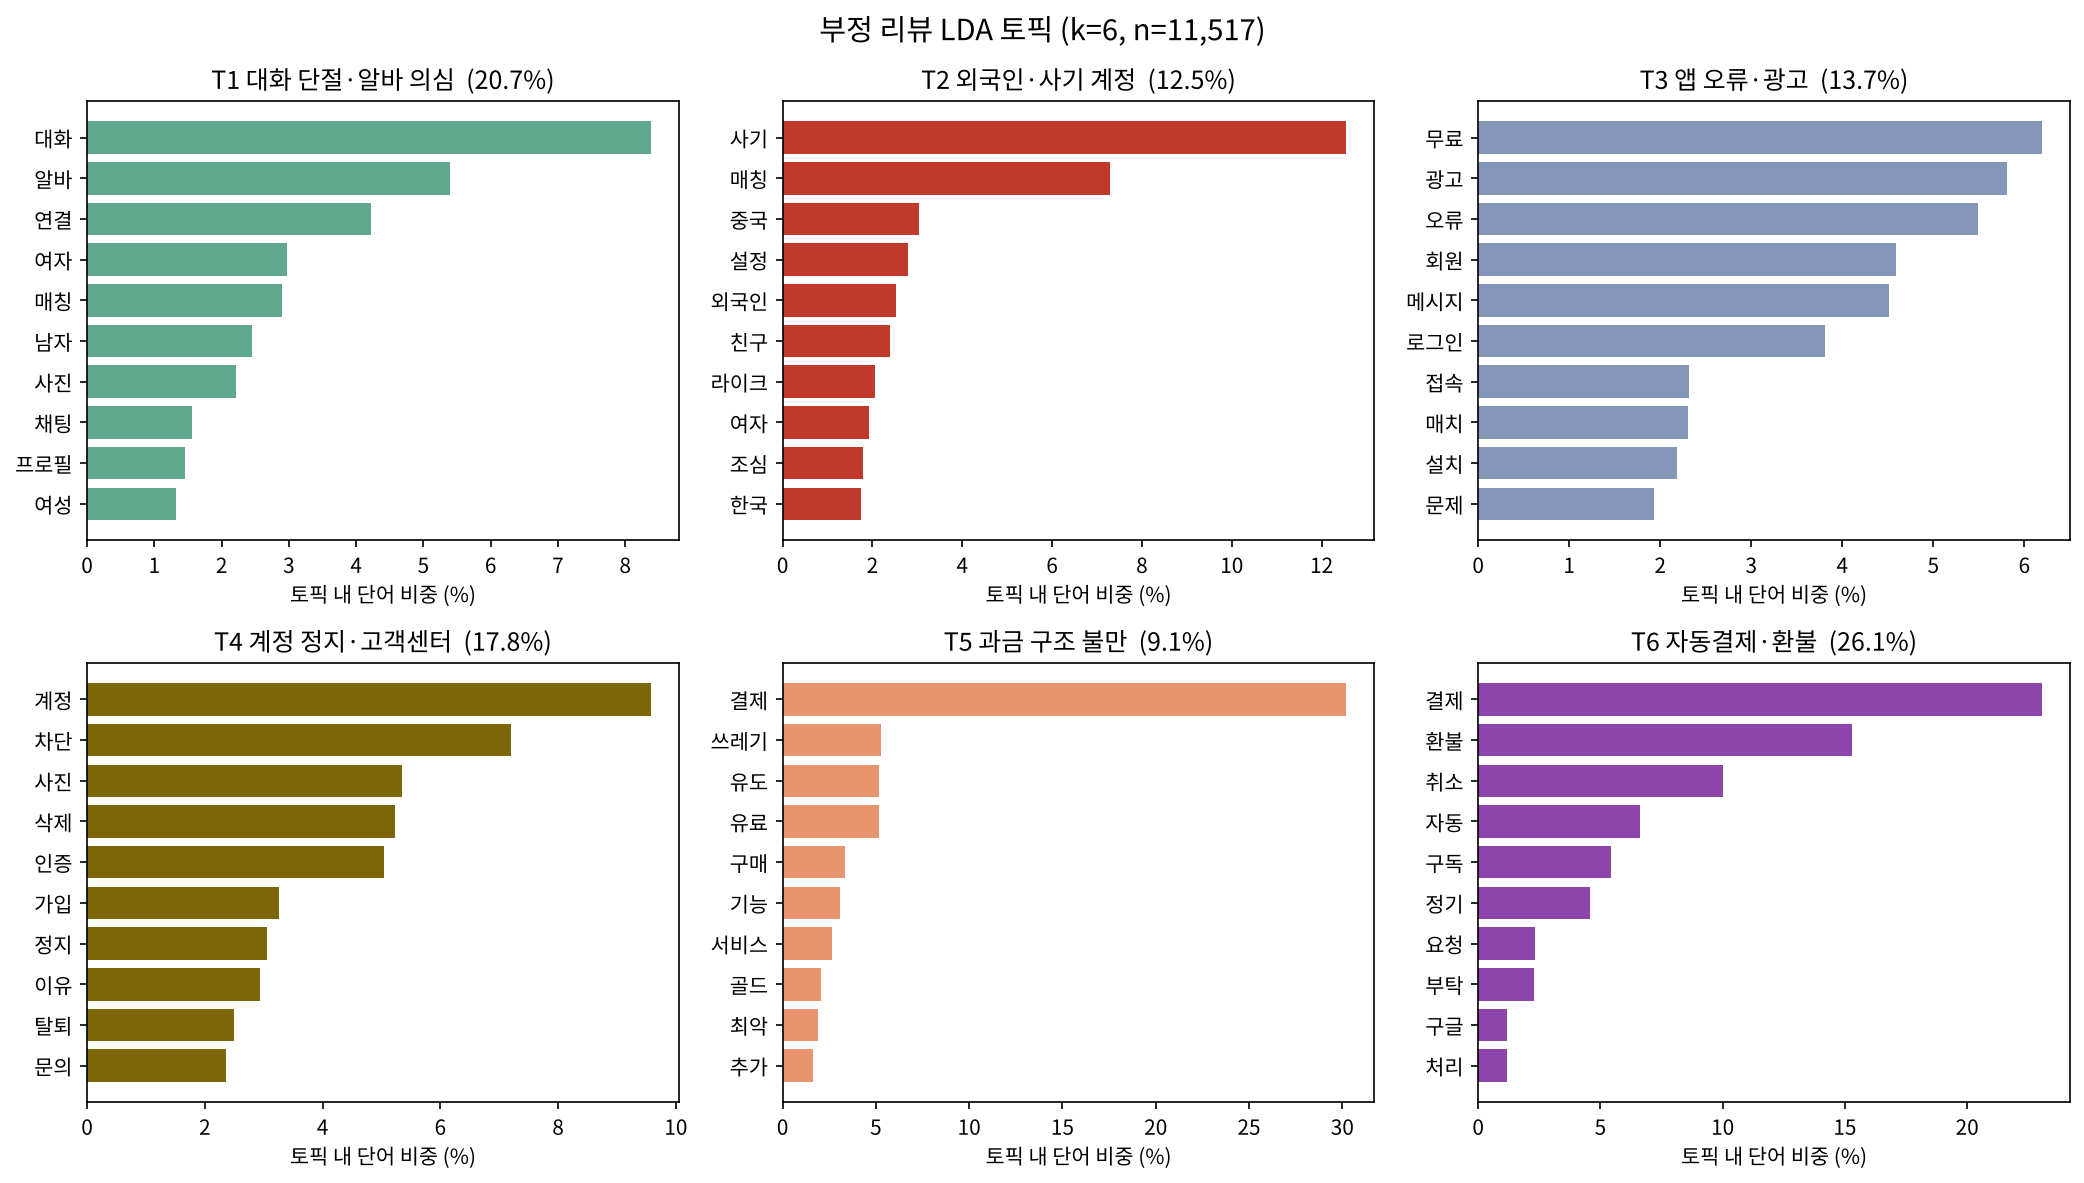 부정 리뷰 LDA 토픽 (k=6, n=11,517)
T1 대화 단절·알바 의심 (20.7%)
대화
알바
연결
여자
매칭
남자
사진
채팅
프로필
여성
0 1 2 3 4 5 6 7 8
토픽 내 단어 비중 (%)
T2 외국인·사기 계정 (12.5%)
사기
매칭
중국
설정
외국인
친구
라이크
여자
조심
한국
0 2 4 6 8 10 12
토픽 내 단어 비중 (%)
T3 앱 오류·광고 (13.7%)
무료
광고
오류
회원
메시지
로그인
접속
매치
설치
문제
0 1 2 3 4 5 6
토픽 내 단어 비중 (%)
T4 계정 정지·고객센터 (17.8%)
계정
차단
사진
삭제
인증
가입
정지
이유
탈퇴
문의
0 2 4 6 8 10
토픽 내 단어 비중 (%)
T5 과금 구조 불만 (9.1%)
결제
쓰레기
유도
유료
구매
기능
서비스
골드
최악
추가
0 5 10 15 20 25 30
토픽 내 단어 비중 (%)
T6 자동결제·환불 (26.1%)
결제
환불
취소
자동
구독
정기
요청
부탁
구글
처리
0 5 10 15 20
토픽 내 단어 비중 (%)